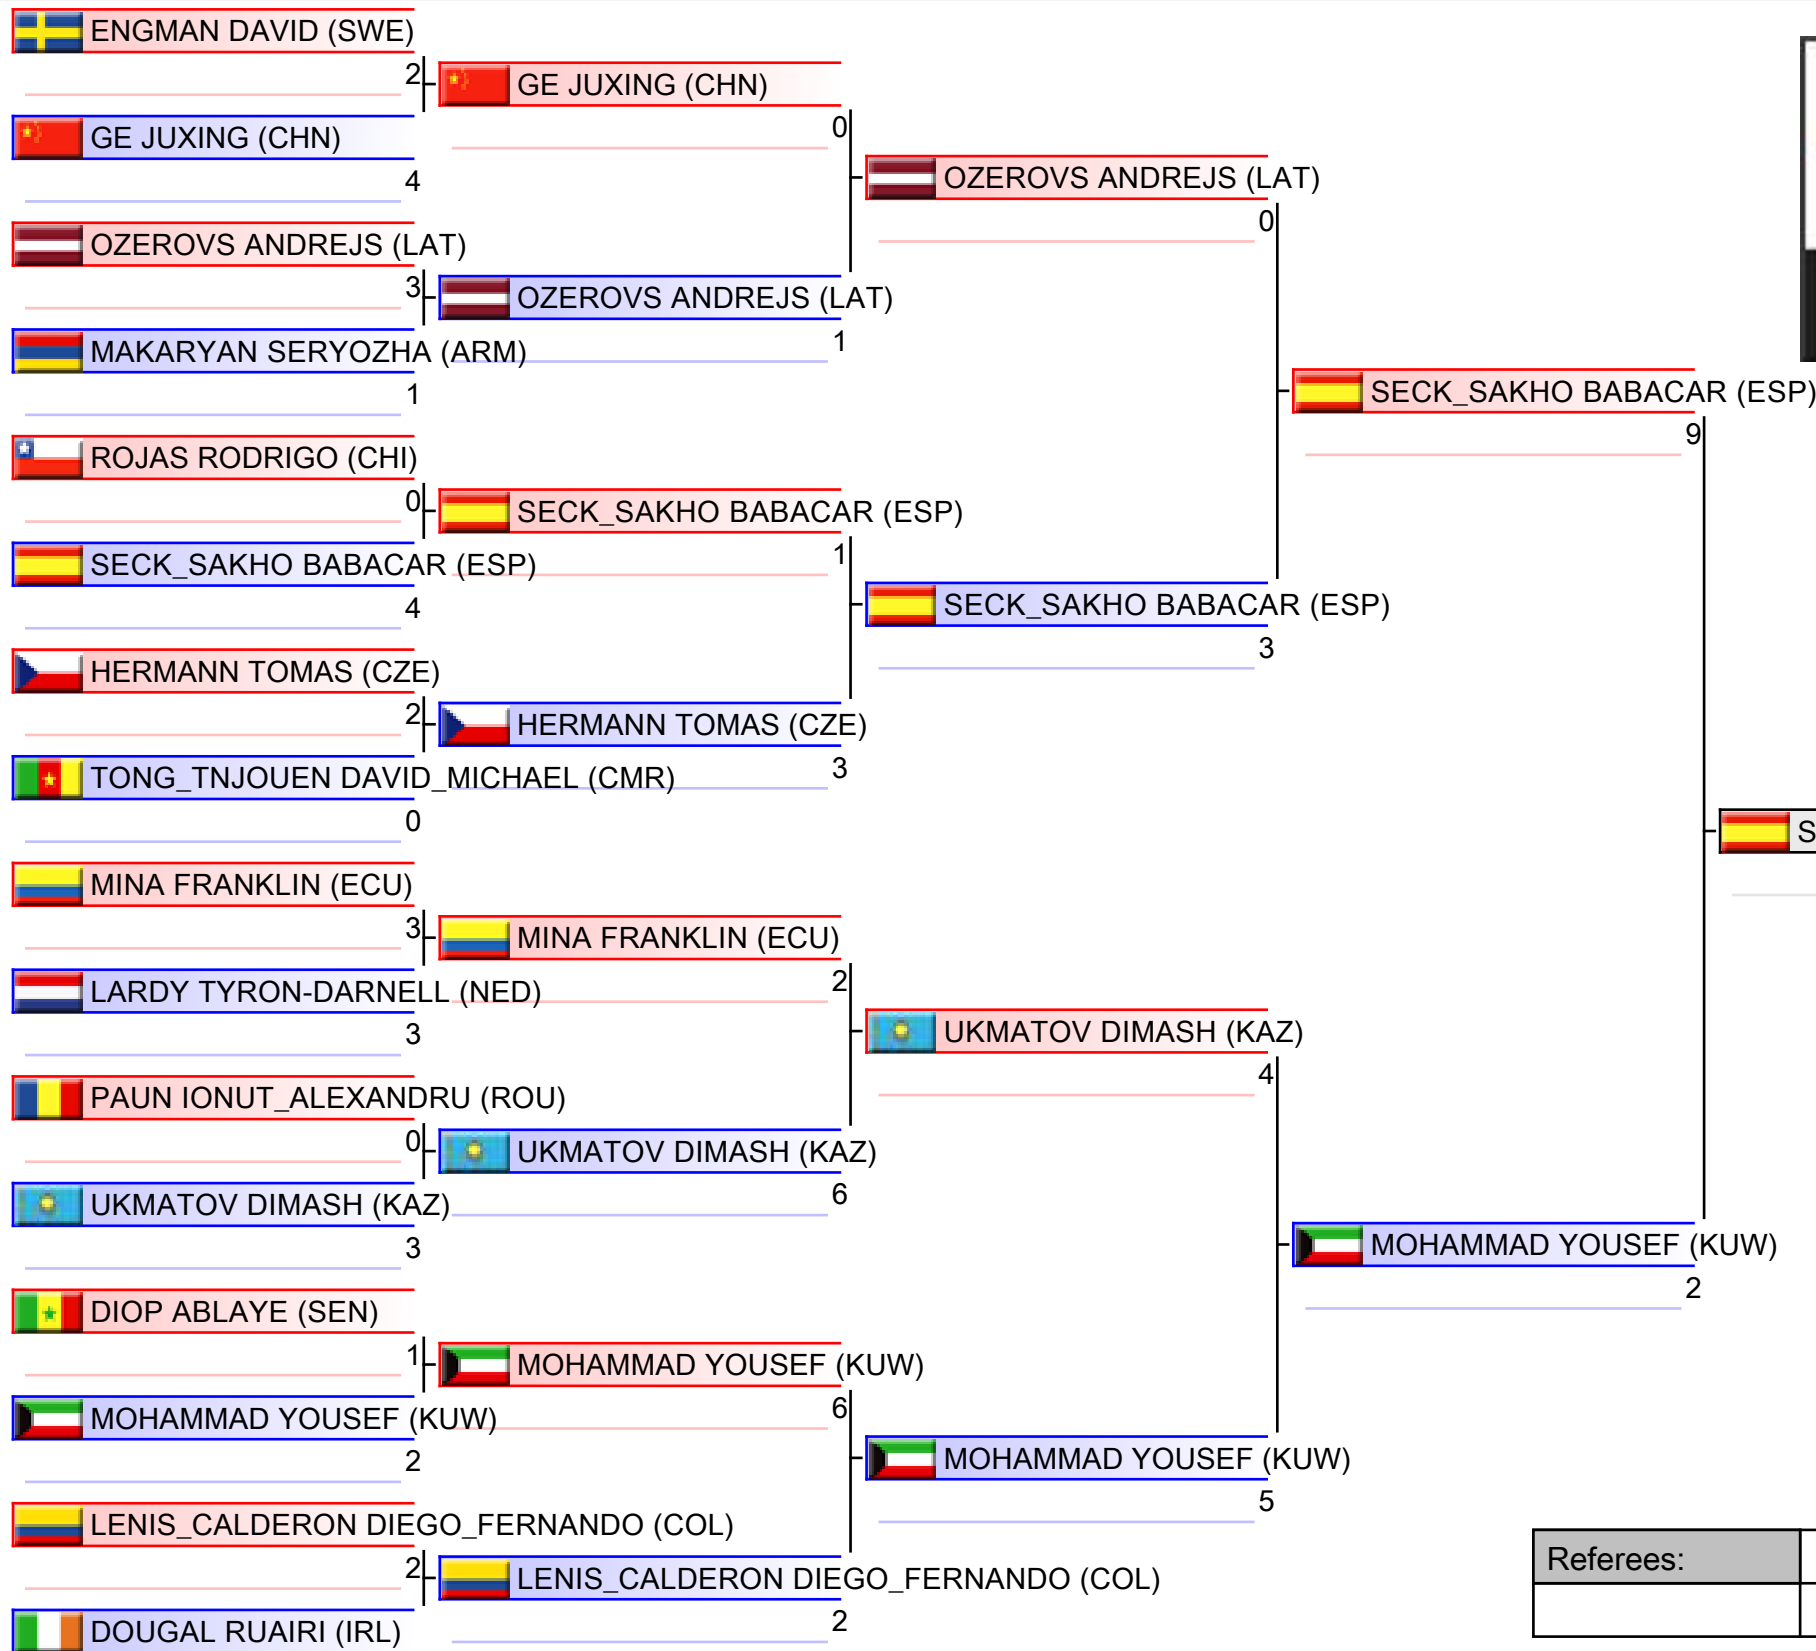 ENGMAN DAVID (SWE)
2
GE JUXING (CHN)
4
OZEROVS ANDREJS (LAT)
3
MAKARYAN SERYOZHA (ARM)
1
ROJAS RODRIGO (CHI)
0
SECK_SAKHO BABACAR (ESP)
4
HERMANN TOMAS (CZE)
2
TONG_TNJOUEN DAVID_MICHAEL (CMR)
0
MINA FRANKLIN (ECU)
3
LARDY TYRON-DARNELL (NED)
3
PAUN IONUT_ALEXANDRU (ROU)
0
UKMATOV DIMASH (KAZ)
3
DIOP ABLAYE (SEN)
1
MOHAMMAD YOUSEF (KUW)
2
LENIS_CALDERON DIEGO_FERNANDO (COL)
2
DOUGAL RUAIRI (IRL)
GE JUXING (CHN)
0
OZEROVS ANDREJS (LAT)
1
SECK_SAKHO BABACAR (ESP)
1
HERMANN TOMAS (CZE)
3
MINA FRANKLIN (ECU)
2
UKMATOV DIMASH (KAZ)
6
MOHAMMAD YOUSEF (KUW)
6
LENIS_CALDERON DIEGO_FERNANDO (COL)
2
OZEROVS ANDREJS (LAT)
0
SECK_SAKHO BABACAR (ESP)
3
UKMATOV DIMASH (KAZ)
4
MOHAMMAD YOUSEF (KUW)
5
SECK_SAKHO BABACAR (ESP)
9
MOHAMMAD YOUSEF (KUW)
2
S
Referees: